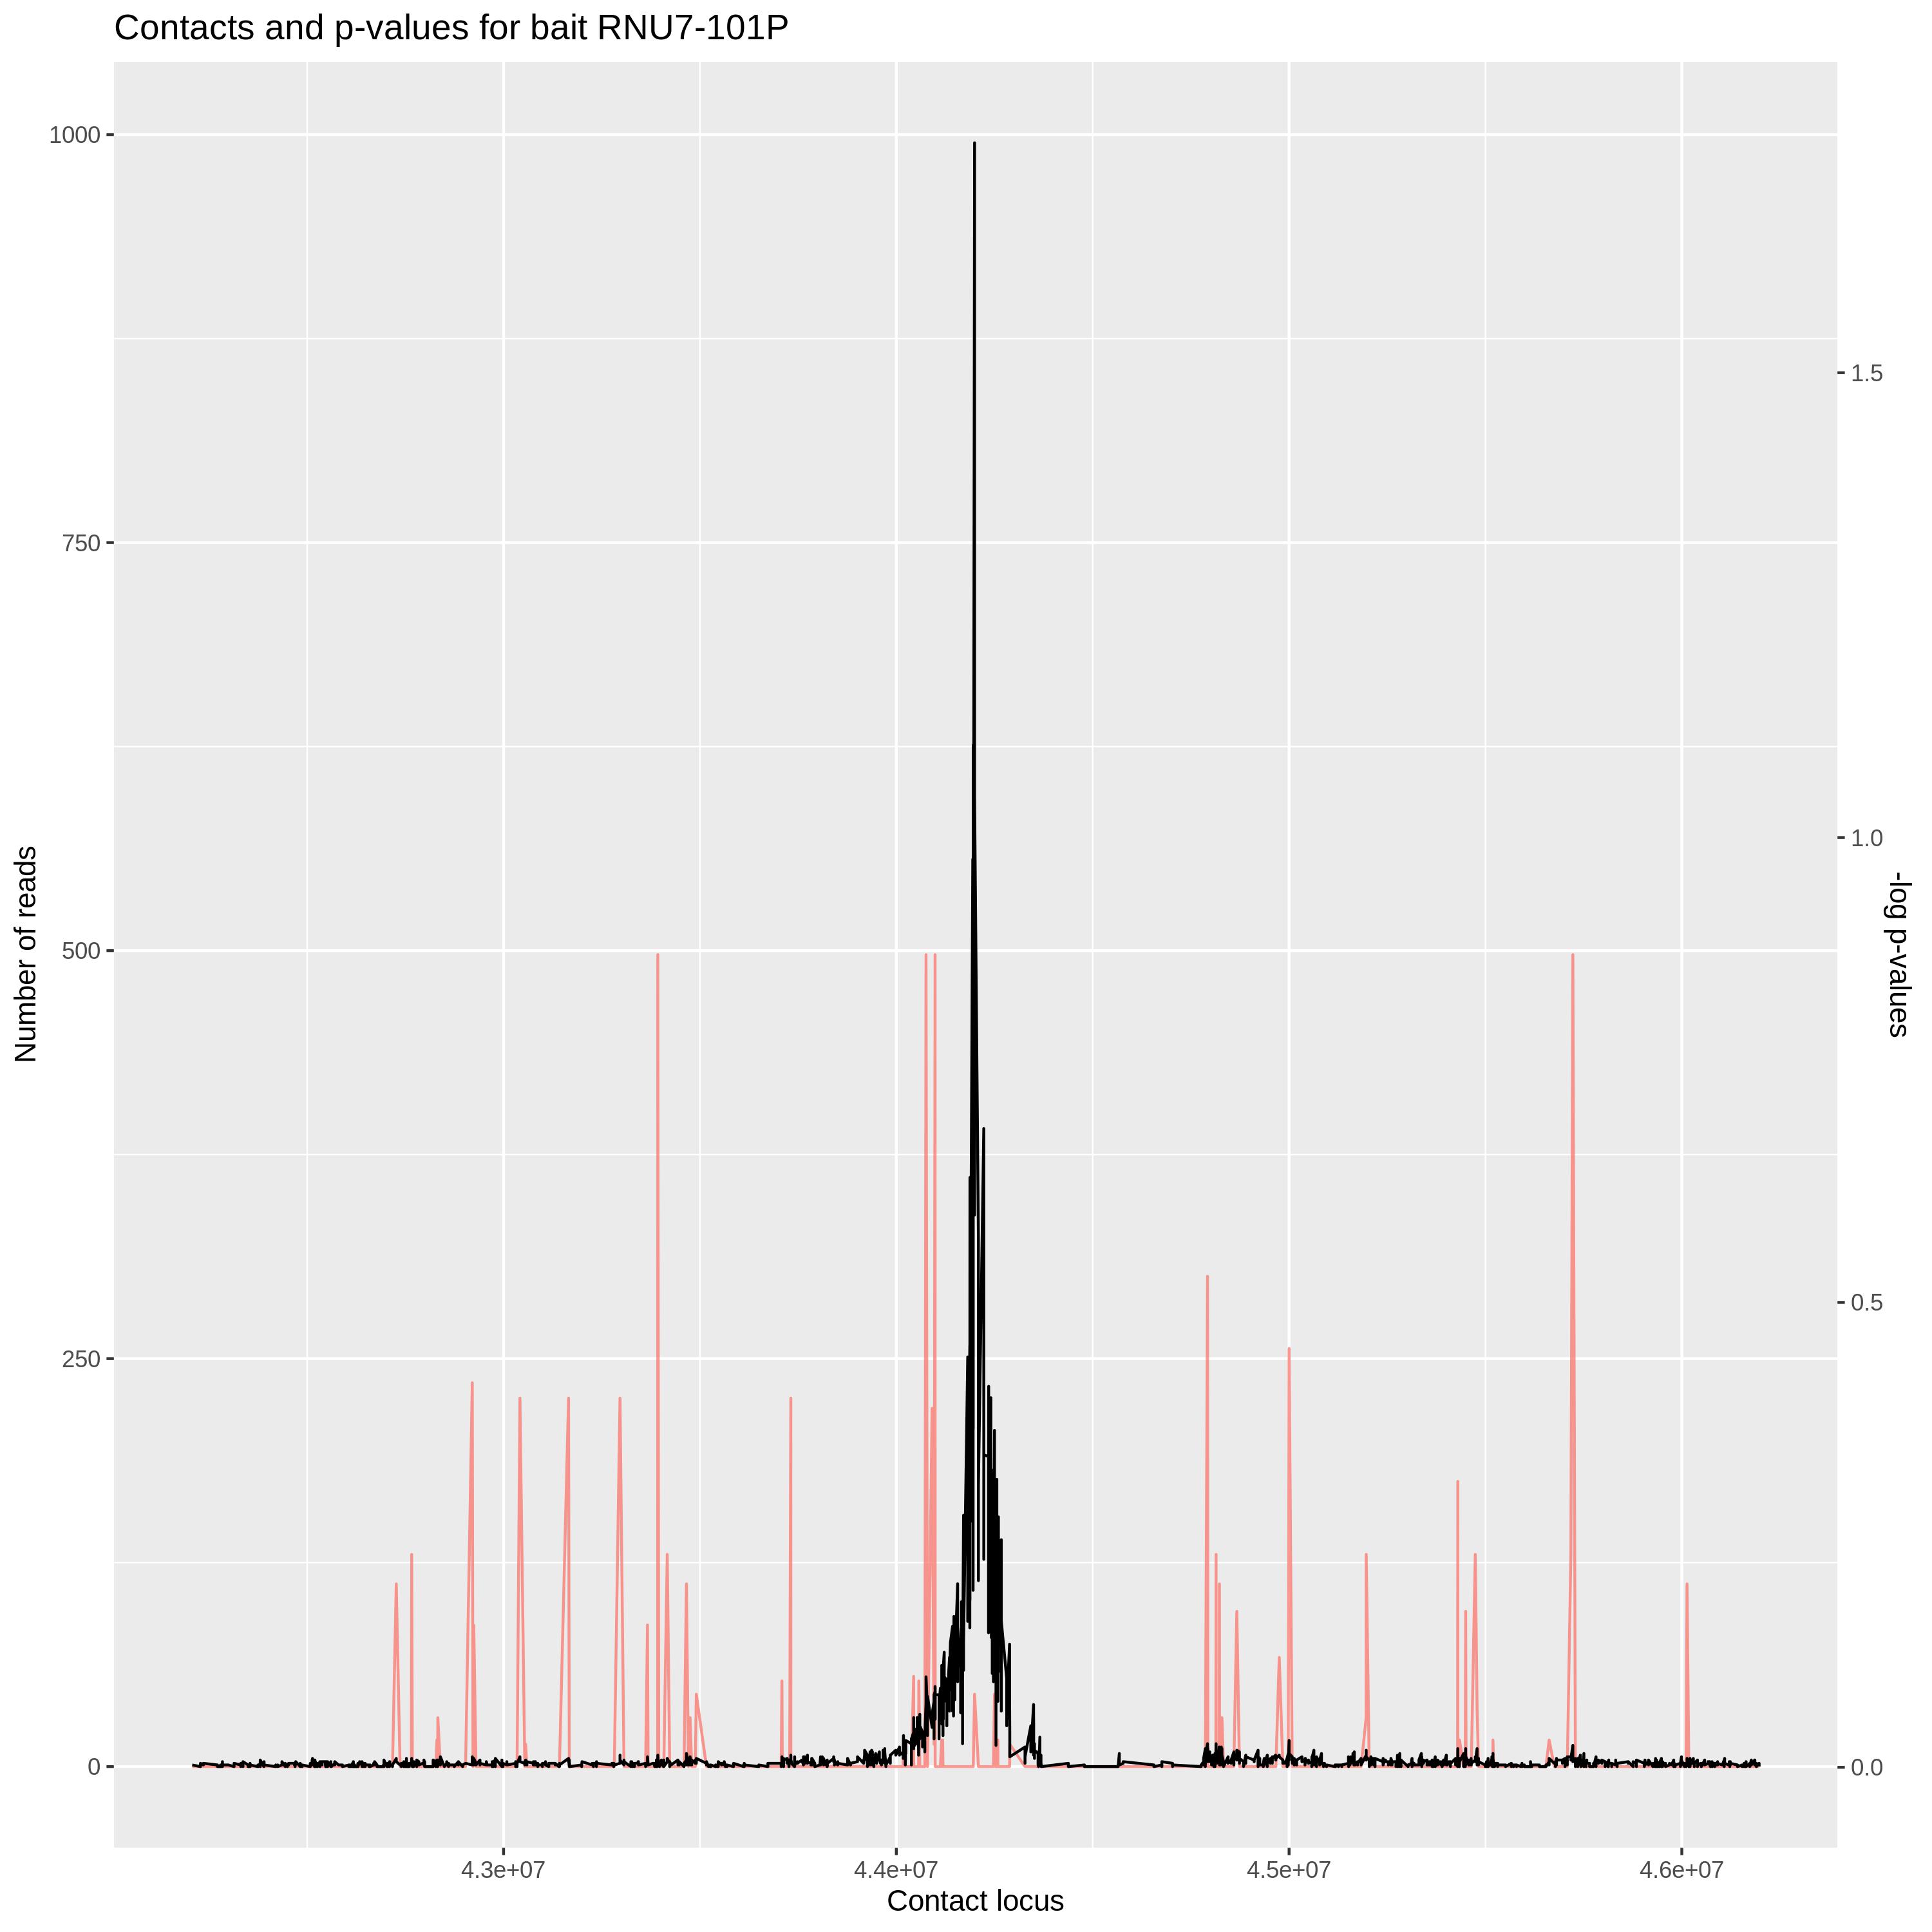 Contacts and p-values for bait RNU7-101P
1000
750
500
250
0
Number of reads
1.5
1.0
0.5
0.0
-log p-values
4.3e+07
4.4e+07
4.5e+07
4.6e+07
Contact locus